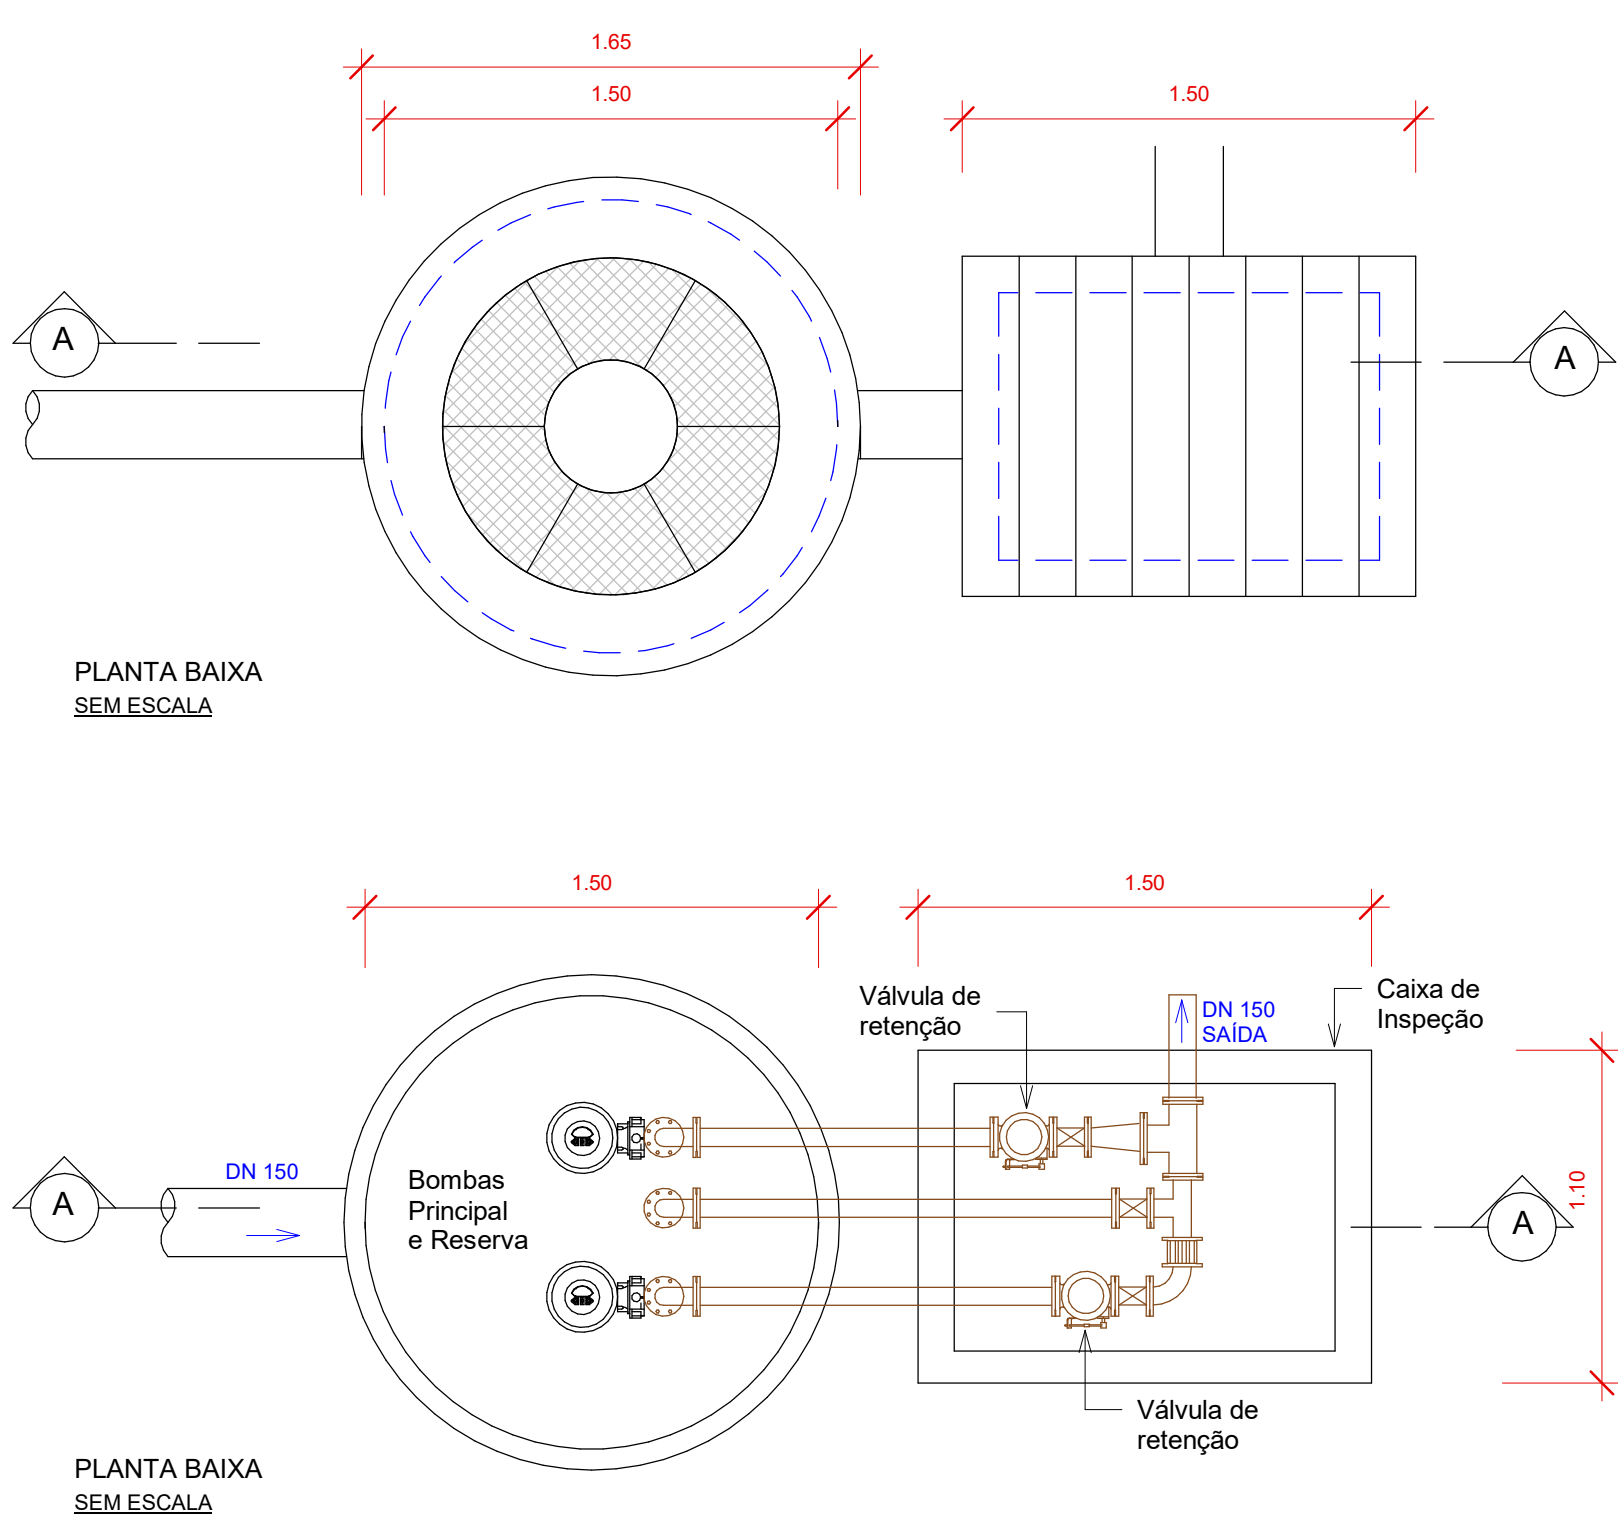 1.65
1.50
1.50
A
A
PLANTA BAIXA
SEM ESCALA
1.50
1.50
Válvula de
retenção
DN 150
SAÍDA
Caixa de
Inspeção
DN 150
Bombas
Principal
e Reserva
A
A
1.10
Válvula de
retenção
PLANTA BAIXA
SEM ESCALA